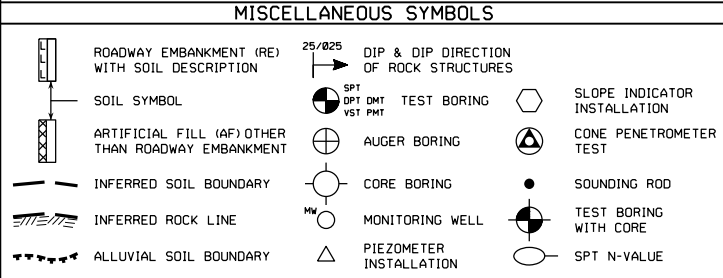 MISCELLANEOUS SYMBOLS
ROADWAY EMBANKMENT (RE)
WITH SOIL DESCRIPTION
SOIL SYMBOL
ARTIFICIAL FILL (AF) OTHER
THAN ROADWAY EMBANKMENT
INFERRED SOIL BOUNDARY
INFERRED ROCK LINE
ALLUVIAL SOIL BOUNDARY
25/025
DIP & DIP DIRECTION
OF ROCK STRUCTURES
SPT
DPT DMT
VST PMT
TEST BORING
AUGER BORING
CORE BORING
MW
MONITORING WELL
PIEZOMETER
INSTALLATION
SLOPE INDICATOR
INSTALLATION
CONE PENETROMETER
TEST
SOUNDING ROD
TEST BORING
WITH CORE
SPT N-VALUE